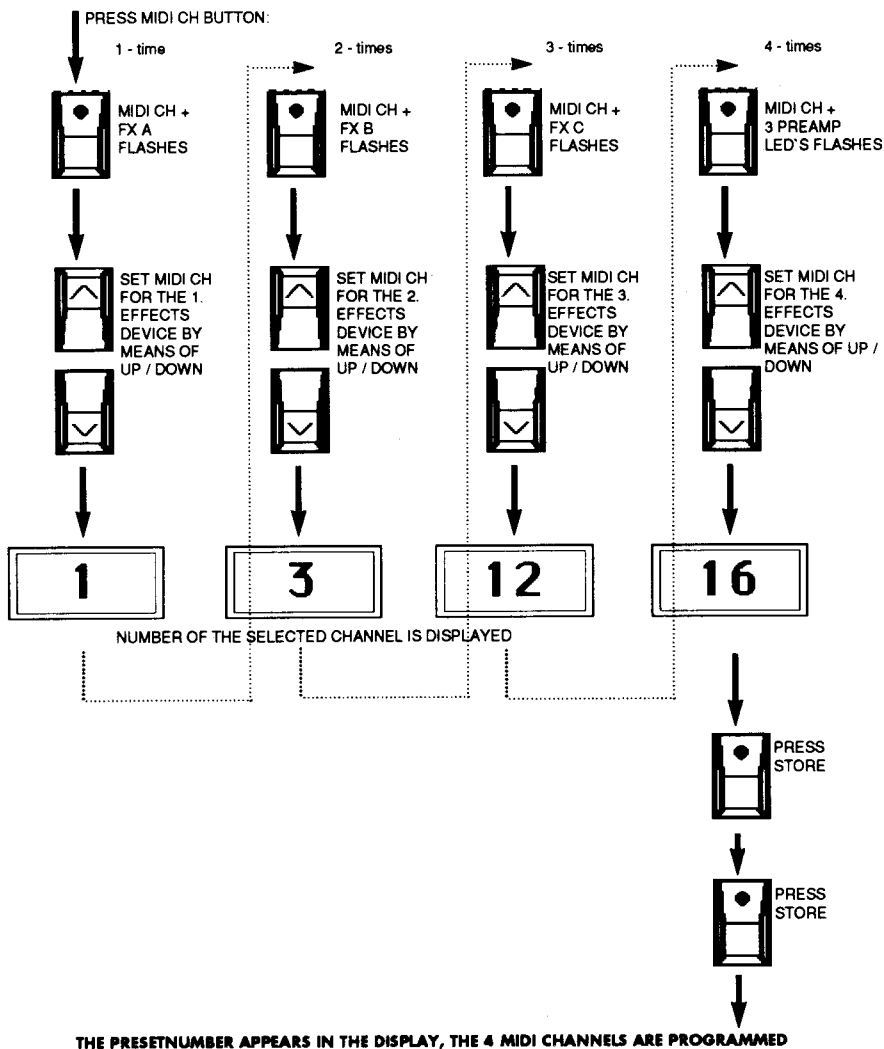 PRESS MIDI CH BUTTON:
1 - time
2 - times
3 - times
4 - times
MIDI CH +
FX A
FLASHES
MIDI CH +
FX B
FLASHES
MIDI CH +
FX C
FLASHES
MIDI CH +
3 PREAMP
LED`S FLASHES
SET MIDI CH
FOR THE 1.
EFFECTS
DEVICE BY
MEANS OF
UP / DOWN
SET MIDI CH
FOR THE 2.
EFFECTS
DEVICE BY
MEANS OF
UP / DOWN
SET MIDI CH
FOR THE 3.
EFFECTS
DEVICE BY
MEANS OF
UP / DOWN
SET MIDI CH
FOR THE 4.
EFFECTS
DEVICE BY
MEANS OF UP /
DOWN
1
3
12
16
NUMBER OF THE SELECTED CHANNEL IS DISPLAYED
PRESS
STORE
PRESS
STORE
THE PRESETNUMBER APPEARS IN THE DISPLAY, THE 4 MIDI CHANNELS ARE PROGRAMMED